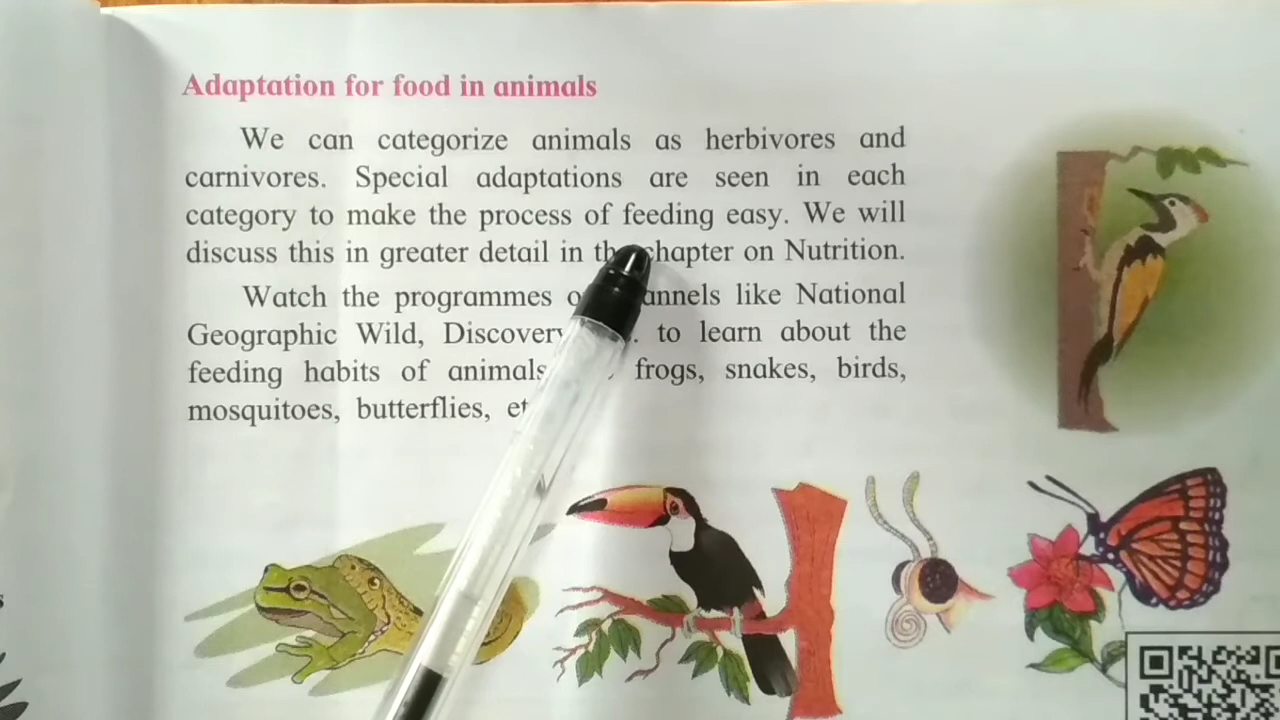 Adaptation for food in animals
We can categorize animals as herbivores and
carnivores. Special adaptations are seen in each
category to make the process of feeding easy. We will
discuss this in greater detail in the chapter on Nutrition.
Watch the programmes channels like National
Geographic Wild, Discovery to learn about the
feeding habits of animals frogs, snakes, birds,
mosquitoes, butterflies,